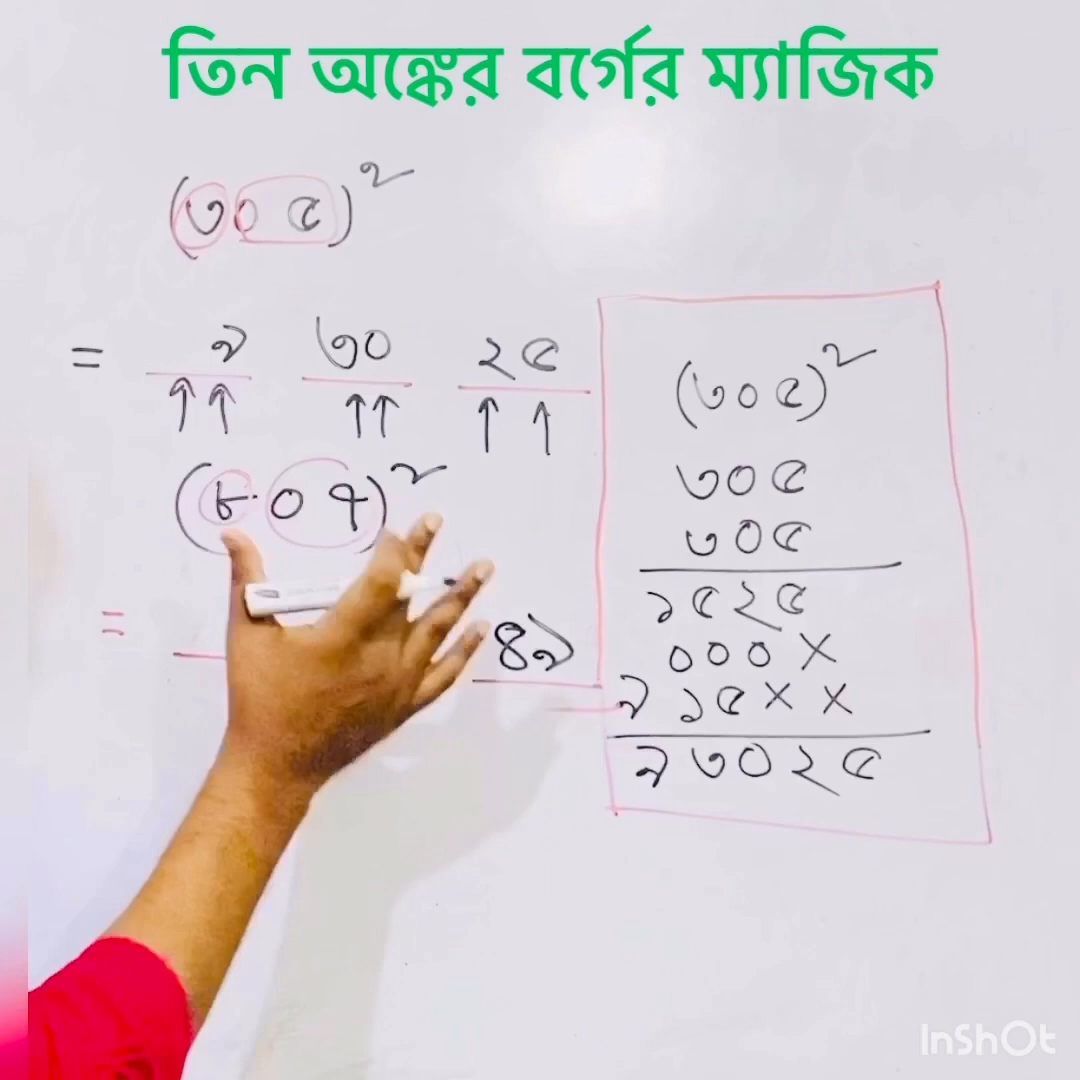 তিন অঙ্কের বর্গের ম্যাজিক
(৩০৫)^২
= ৯ ৩০ ২৫
↑↑ ↑↑ ↑ ↑
(৮০৭)^২
= ৪৯
(৩০৫)^২
৩০৫
৩০৫
১৫২৫
০০০×
৯১৫××
৯৩০২৫
InShOt